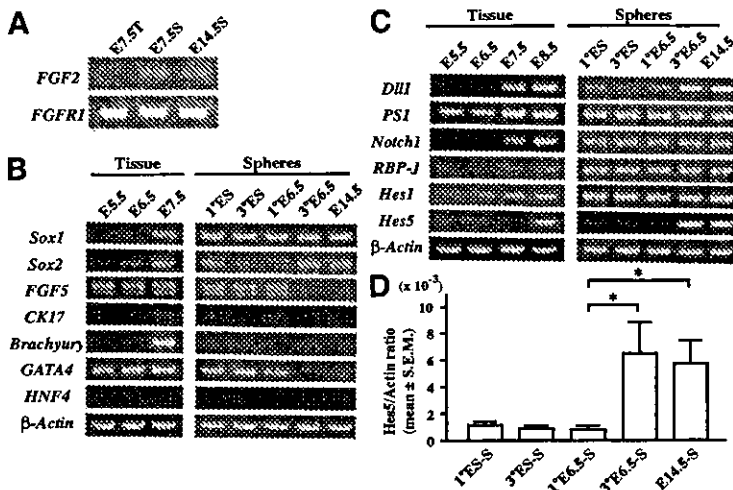 A
E7.5T E7.5S E14.5S
FGF2
FGFR1
B
Tissue Spheres
E5.5 E6.5 E7.5 1°ES 3°ES 1°E6.5 3°E6.5 E14.5
Sox1
Sox2
FGF5
CK17
Brachyury
GATA4
HNF4
β-Actin
C
Tissue Spheres
E5.5 E6.5 E7.5 E8.5 1°ES 3°ES 1°E6.5 3°E6.5 E14.5
Dll1
PS1
Notch1
RBP-J
Hes1
Hes5
β-Actin
D
(x 10⁻³)
Hes5/Actin ratio
(mean ± S.E.M.)
10
8
6
4
2
0
* *
1°ES-S 3°ES-S 1°E6.5-S 3°E6.5-S E14.5-S